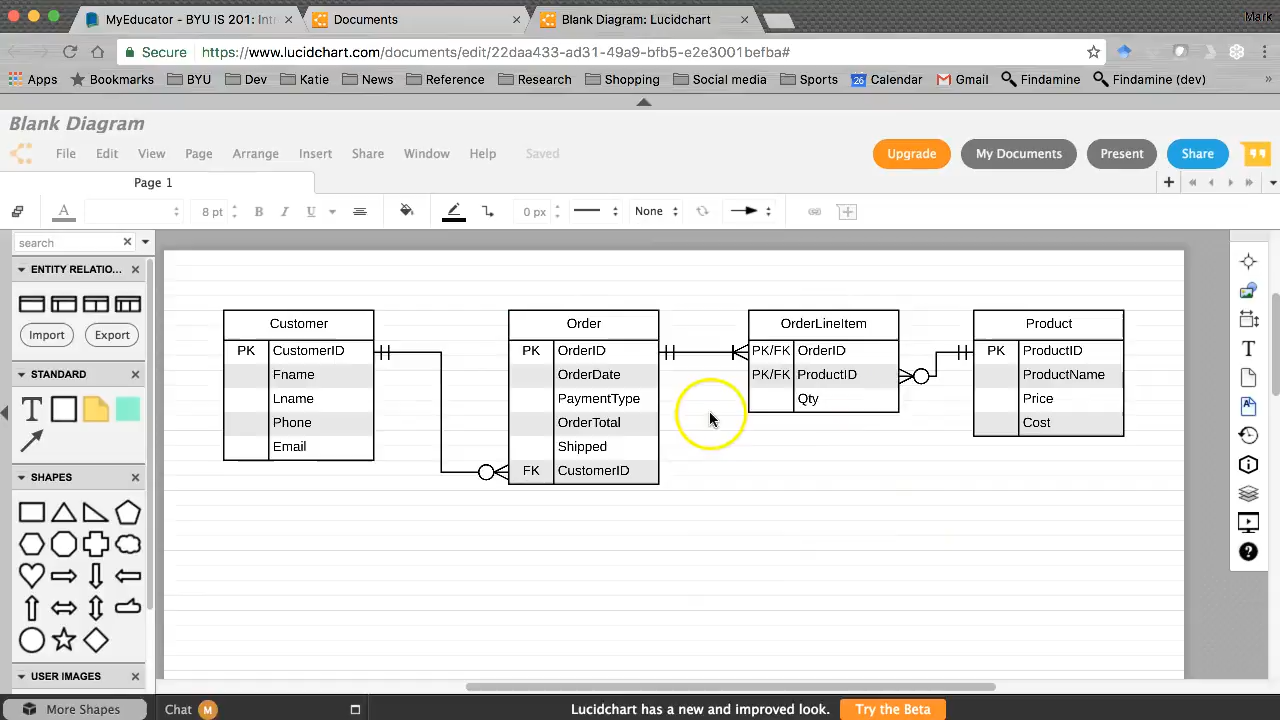 MyEducator - BYU IS 201: Intr
Documents
Blank Diagram: Lucidchart
Mark
Secure
https://www.lucidchart.com/documents/edit/22daa433-ad31-49a9-bfb5-e2e3001befba#
Apps
Bookmarks
BYU
Dev
Katie
News
Reference
Research
Shopping
Social media
Sports
26
Calendar
Gmail
Findamine
Findamine (dev)
»
Blank Diagram
File
Edit
View
Page
Arrange
Insert
Share
Window
Help
Saved
Upgrade
My Documents
Present
Share
Page 1
A
8 pt
B
I
U
0 px
None
search
ENTITY RELATIO...
Import
Export
STANDARD
T
SHAPES
USER IMAGES
More Shapes
Customer
PK CustomerID
Fname
Lname
Phone
Email
Order
PK OrderID
OrderDate
PaymentType
OrderTotal
Shipped
FK CustomerID
OrderLineItem
PK/FK OrderID
PK/FK ProductID
Qty
Product
PK ProductID
ProductName
Price
Cost
T
A
?
Chat
M
Lucidchart has a new and improved look.
Try the Beta